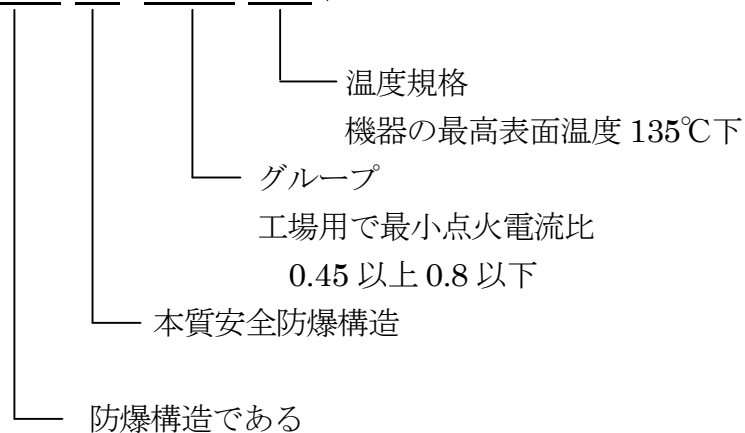 温度規格
機器の最高表面温度 135℃下
グループ
工場用で最小点火電流比
0.45 以上 0.8 以下
本質安全防爆構造
防爆構造である